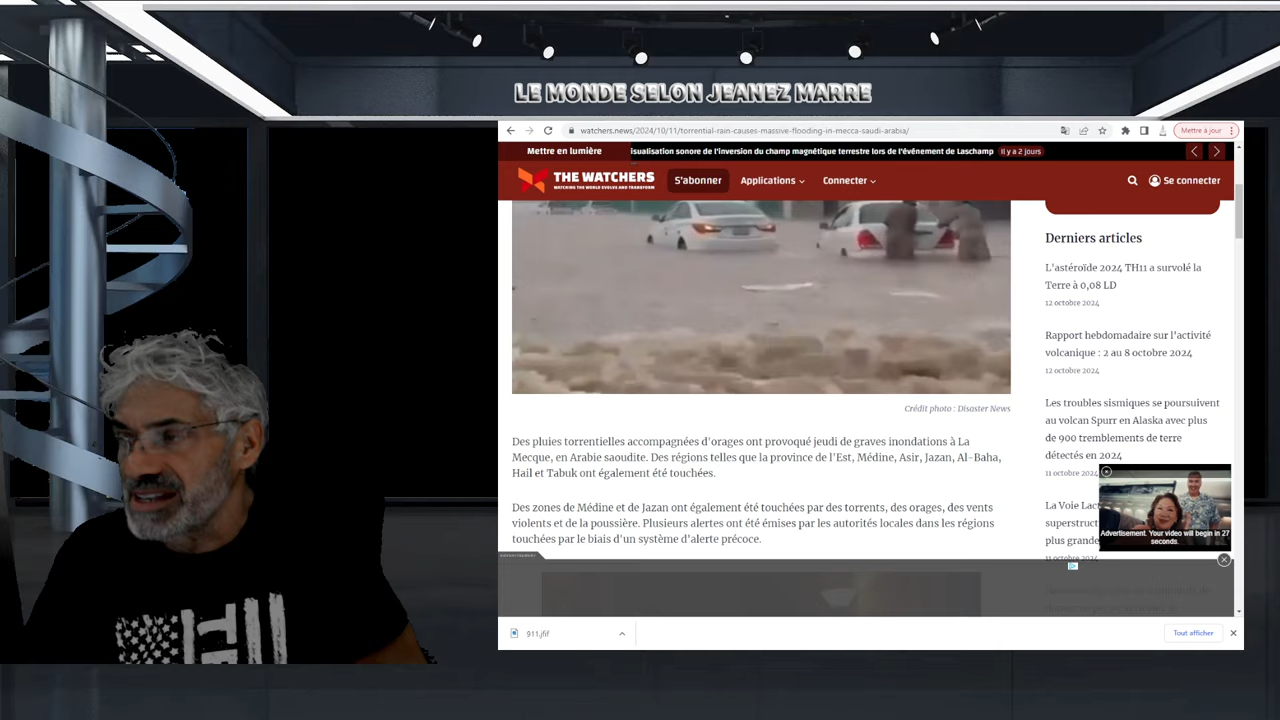 LE MONDE SELON JEANEZ MARRE
watchers.news/2024/10/11/torrential-rain-causes-massive-flooding-in-mecca-saudi-arabia/
Mettre à jour
Mettre en lumière
isualisation sonore de l'inversion du champ magnétique terrestre lors de l'événement de Laschamp
Il y a 2 jours
THE WATCHERS
WATCHING THE WORLD EVOLVE AND TRANSFORM
S'abonner
Applications
Connecter
Se connecter
Crédit photo : Disaster News
Des pluies torrentielles accompagnées d'orages ont provoqué jeudi de graves inondations à La
Mecque, en Arabie saoudite. Des régions telles que la province de l'Est, Médine, Asir, Jazan, Al-Baha,
Hail et Tabuk ont également été touchées.
Des zones de Médine et de Jazan ont également été touchées par des torrents, des orages, des vents
violents et de la poussière. Plusieurs alertes ont été émises par les autorités locales dans les régions
touchées par le biais d'un système d'alerte précoce.
Derniers articles
L'astéroïde 2024 TH11 a survolé la
Terre à 0,08 LD
12 octobre 2024
Rapport hebdomadaire sur l'activité
volcanique : 2 au 8 octobre 2024
12 octobre 2024
Les troubles sismiques se poursuivent
au volcan Spurr en Alaska avec plus
de 900 tremblements de terre
détectés en 2024
11 octobre 2024
La Voie Lact
superstruct
plus grande
11 octobre 2024
Advertisement. Your video will begin in 27
seconds.
911.jfif
Tout afficher